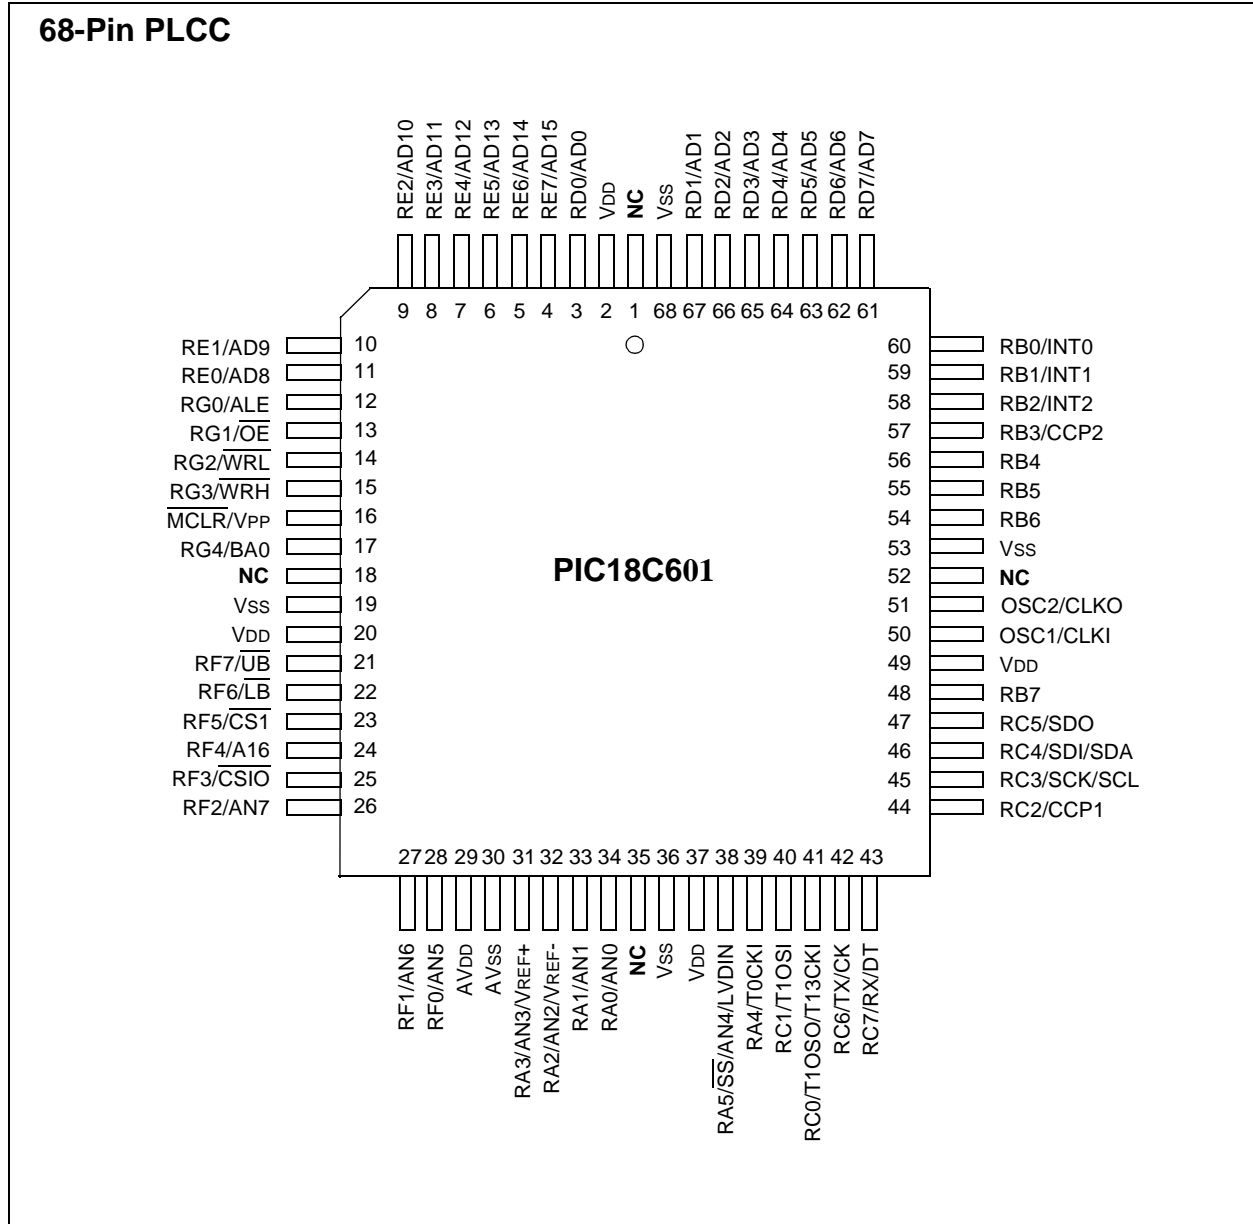 68-Pin PLCC
RE2/AD10
RE3/AD11
RE4/AD12
RE5/AD13
RE6/AD14
RE7/AD15
RD0/AD0
VDD
NC
VSS
RD1/AD1
RD2/AD2
RD3/AD3
RD4/AD4
RD5/AD5
RD6/AD6
RD7/AD7
9 8 7 6 5 4 3 2 1 68 67 66 65 64 63 62 61
RE1/AD9 10
RE0/AD8 11
RG0/ALE 12
RG1/O̅E̅ 13
RG2/W̅R̅L̅ 14
RG3/W̅R̅H̅ 15
M̅C̅L̅R̅/VPP 16
RG4/BA0 17
NC 18
VSS 19
VDD 20
RF7/U̅B̅ 21
RF6/L̅B̅ 22
RF5/C̅S̅1̅ 23
RF4/A16 24
RF3/C̅S̅I̅O̅ 25
RF2/AN7 26
PIC18C601
60 RB0/INT0
59 RB1/INT1
58 RB2/INT2
57 RB3/CCP2
56 RB4
55 RB5
54 RB6
53 VSS
52 NC
51 OSC2/CLKO
50 OSC1/CLKI
49 VDD
48 RB7
47 RC5/SDO
46 RC4/SDI/SDA
45 RC3/SCK/SCL
44 RC2/CCP1
27 28 29 30 31 32 33 34 35 36 37 38 39 40 41 42 43
RF1/AN6
RF0/AN5
AVDD
AVSS
RA3/AN3/VREF+
RA2/AN2/VREF-
RA1/AN1
RA0/AN0
NC
VSS
VDD
RA5/S̅S̅/AN4/LVDIN
RA4/T0CKI
RC1/T1OSI
RC0/T1OSO/T13CKI
RC6/TX/CK
RC7/RX/DT